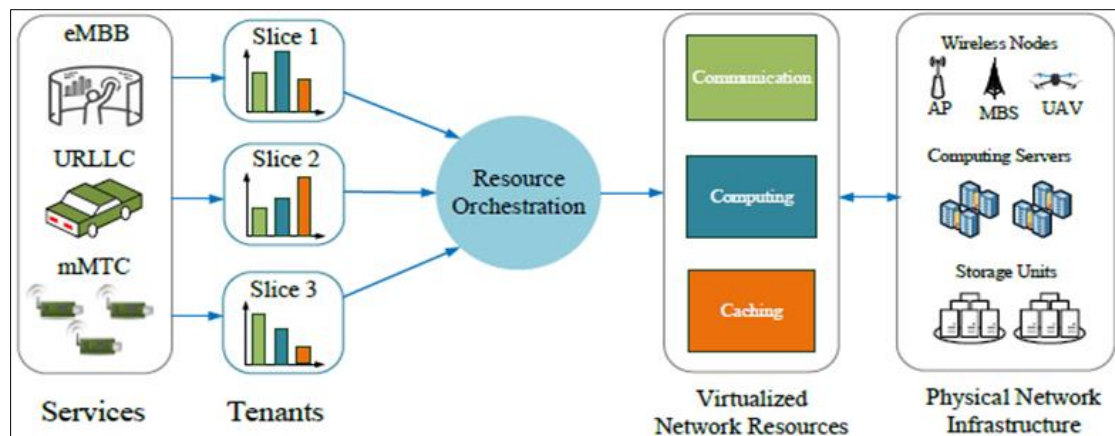 eMBB
URLLC
mMTC
Services
Slice 1
Slice 2
Slice 3
Tenants
Resource
Orchestration
Communication
Computing
Caching
Virtualized
Network Resources
Wireless Nodes
AP
MBS
UAV
Computing Servers
Storage Units
Physical Network
Infrastructure